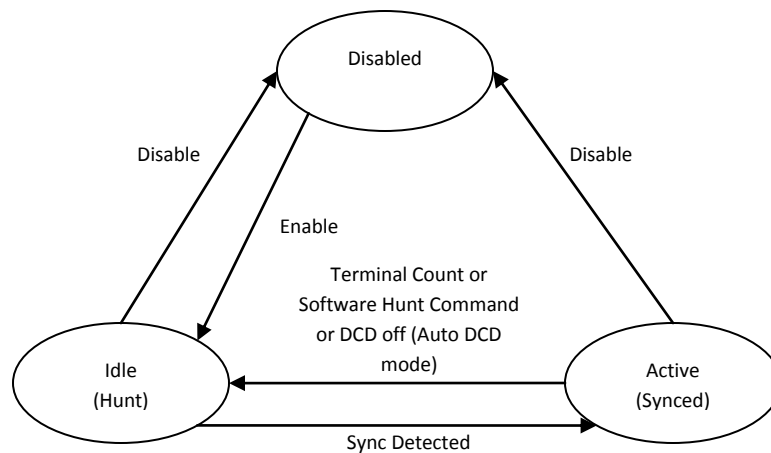 Disabled
Disable
Disable
Enable
Terminal Count or
Software Hunt Command
or DCD off (Auto DCD
mode)
Idle
(Hunt)
Active
(Synced)
Sync Detected